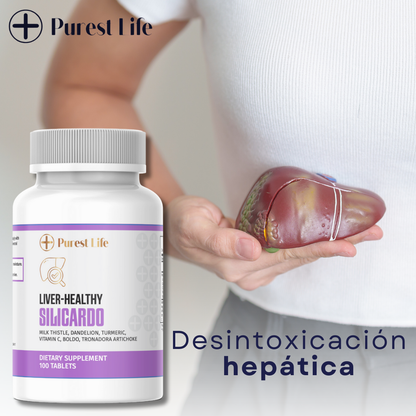 Purest Life
Purest Life
LIVER-HEALTHY
SILICARDO
MILK THISTLE, DANDELION, TURMERIC,
VITAMIN C, BOLDO, TRONADORA ARTICHOKE
DIETARY SUPPLEMENT
100 TABLETS
Desintoxicación
hepática